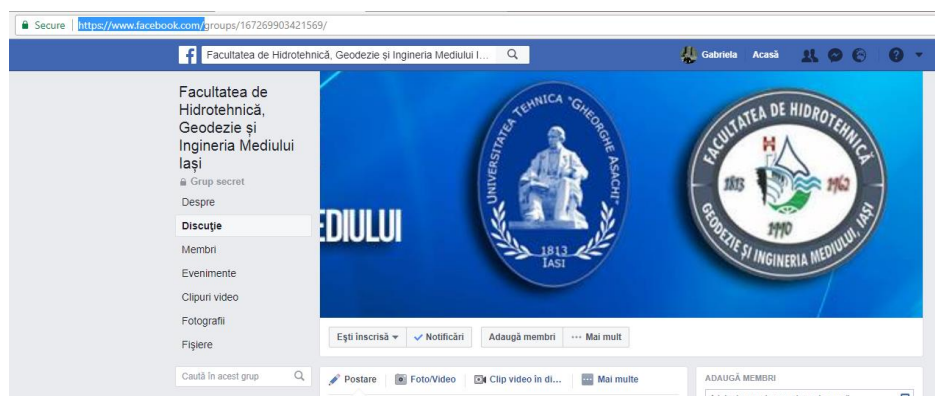 Secure | https://www.facebook.com/groups/167269903421569/
Facultatea de Hidrotehnică, Geodezie și Ingineria Mediului I...
Gabriela Acasă
Facultatea de
Hidrotehnică,
Geodezie și
Ingineria Mediului
Iași
Grup secret
Despre
Discuție
Membri
Evenimente
Clipuri video
Fotografii
Fișiere
Caută în acest grup
EDIULUI
UNIVERSITATEA TEHNICA "GHEORGHE ASACHI"
1813
IASI
FACULTATEA DE HIDROTEHNICĂ
GEODEZIE ȘI INGINERIA MEDIULUI, IAȘI
1813 H 1962
1990
Ești înscrisă Notificări Adaugă membri ... Mai mult
Postare Foto/Video Clip video în di... Mai multe
ADAUGĂ MEMBRI